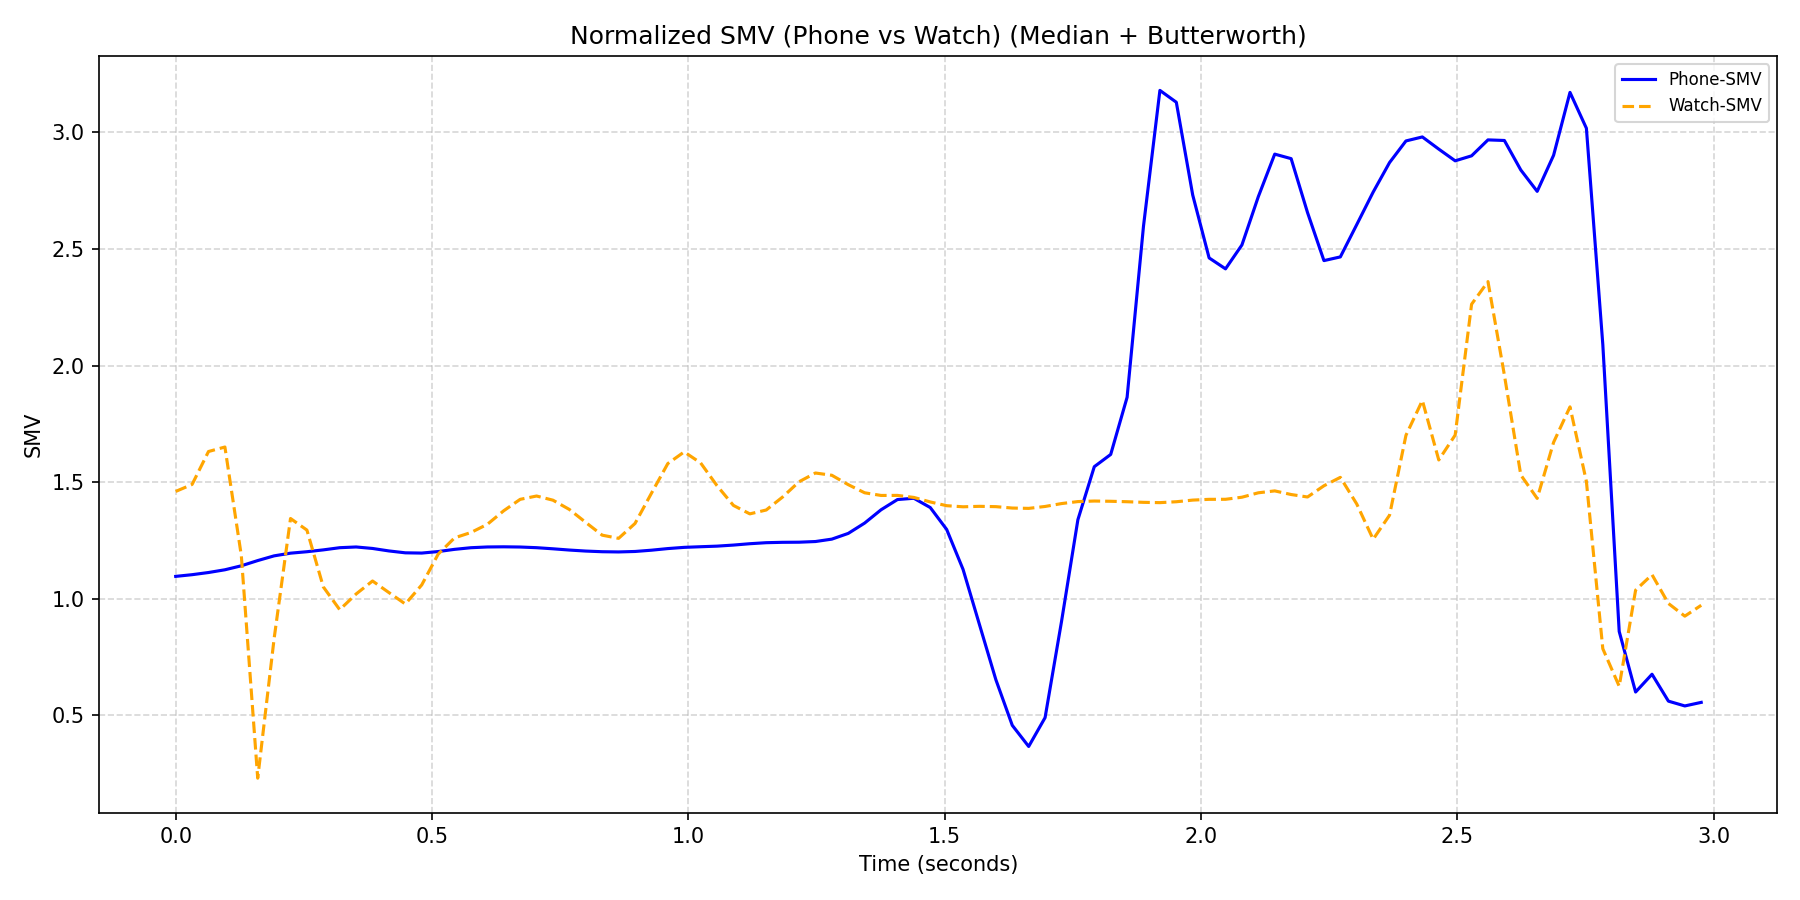 Normalized SMV (Phone vs Watch) (Median + Butterworth)
Phone-SMV
Watch-SMV
SMV
3.0
2.5
2.0
1.5
1.0
0.5
0.0 0.5 1.0 1.5 2.0 2.5 3.0
Time (seconds)